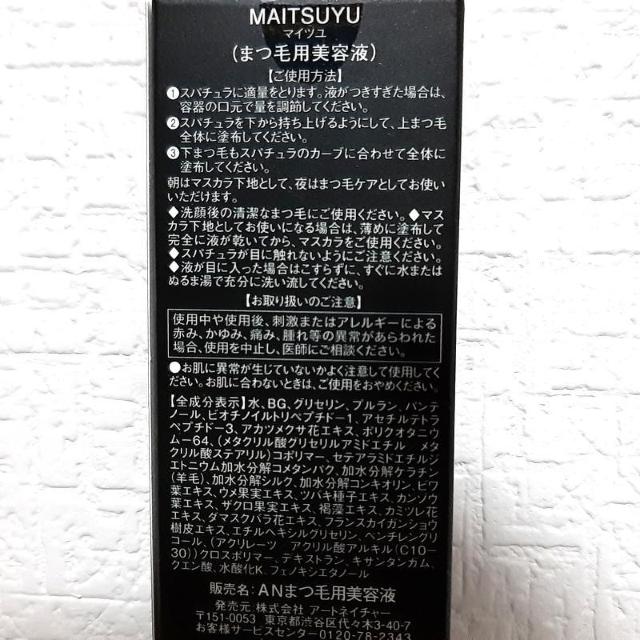 MAITSUYU
マイツユ
（まつ毛用美容液）
【ご使用方法】
①スパチュラに適量をとります。液がつきすぎた場合は、
容器の口元で量を調節してください。
②スパチュラを下から持ち上げるようにして、上まつ毛
全体に塗布してください。
③下まつ毛もスパチュラのカーブに合わせて全体に
塗布してください。
朝はマスカラ下地として、夜はまつ毛ケアとしてお使い
いただけます。
◆洗顔後の清潔なまつ毛にご使用ください。◆マス
カラ下地としてお使いになる場合は、薄めに塗布して
完全に液が乾いてから、マスカラをご使用ください。
◆スパチュラが目に触れないようにご注意ください。
◆液が目に入った場合はこすらずに、すぐに水または
ぬるま湯で充分に洗い流してください。
【お取り扱いのご注意】
使用中や使用後、刺激またはアレルギーによる
赤み、かゆみ、痛み、腫れ等の異常があらわれた
場合、使用を中止し、医師にご相談ください。
●お肌に異常が生じていないかよく注意して使用してく
ださい。お肌に合わないときは、ご使用をおやめください。
【全成分表示】水、BG、グリセリン、プルラン、パンテ
ノール、ビオチノイルトリペプチド－1、アセチルテトラ
ペプチド－3、アカツメクサ花エキス、ポリクオタニウ
ム－64、（メタクリル酸グリセリルアミドエチル メタ
クリル酸ステアリル）コポリマー、セテアラミドエチルジ
エトニウム加水分解コメタンパク、加水分解ケラチン
（羊毛）、加水分解シルク、加水分解コンキオリン、ビワ
葉エキス、ウメ果実エキス、ツバキ種子エキス、カンゾウ
葉エキス、ザクロ果実エキス、褐藻エキス、カミツレ花
エキス、ダマスクバラ花エキス、フランスカイガンショウ
樹皮エキス、エチルヘキシルグリセリン、ペンチレングリ
コール、（アクリレーツ アクリル酸アルキル（C10－
30））クロスポリマー、デキストラン、キサンタンガム、
クエン酸、水酸化K、フェノキシエタノール
販売名：ANまつ毛用美容液
発売元 株式会社 アートネイチャー
〒151-0053 東京都渋谷区代々木3-40-7
お客様サービスセンター0120-78-2343